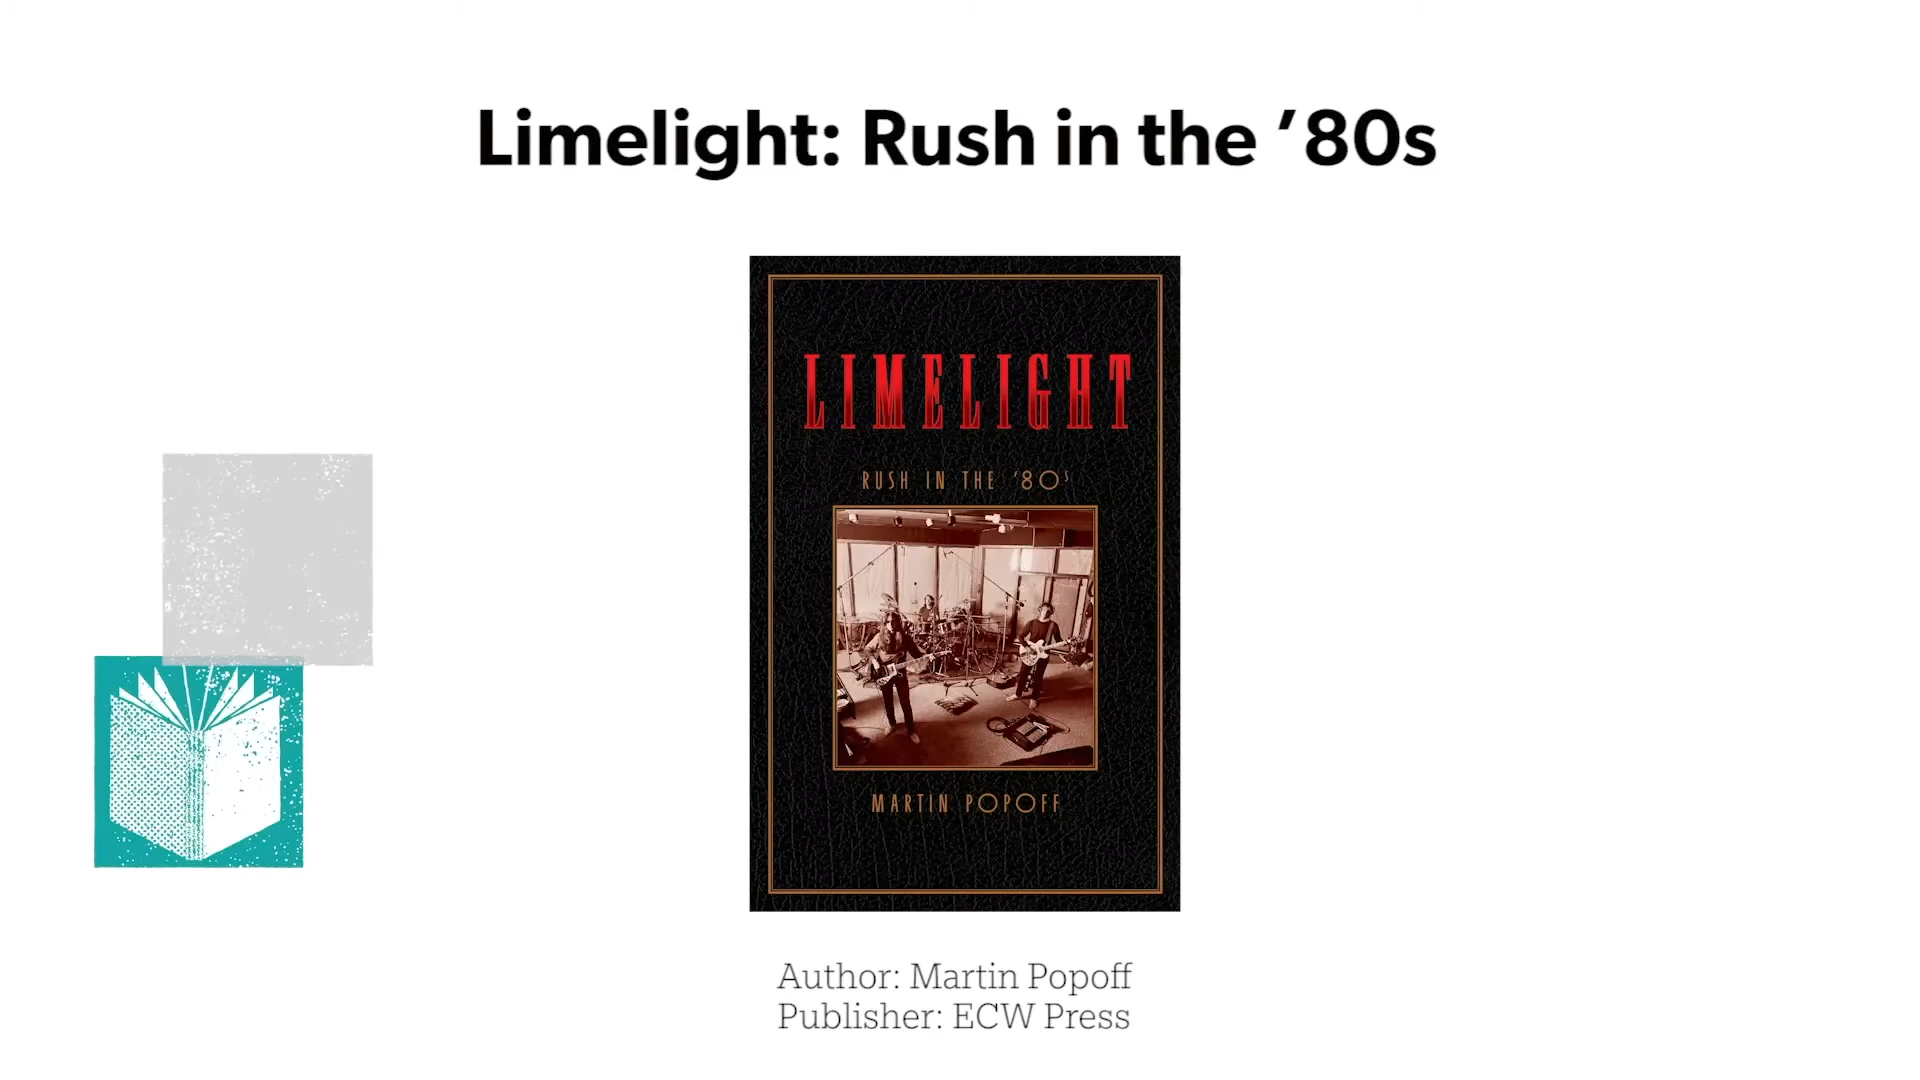 Limelight: Rush in the ’80s
LIMELIGHT
RUSH IN THE ’80s
MARTIN POPOFF
Author: Martin Popoff
Publisher: ECW Press